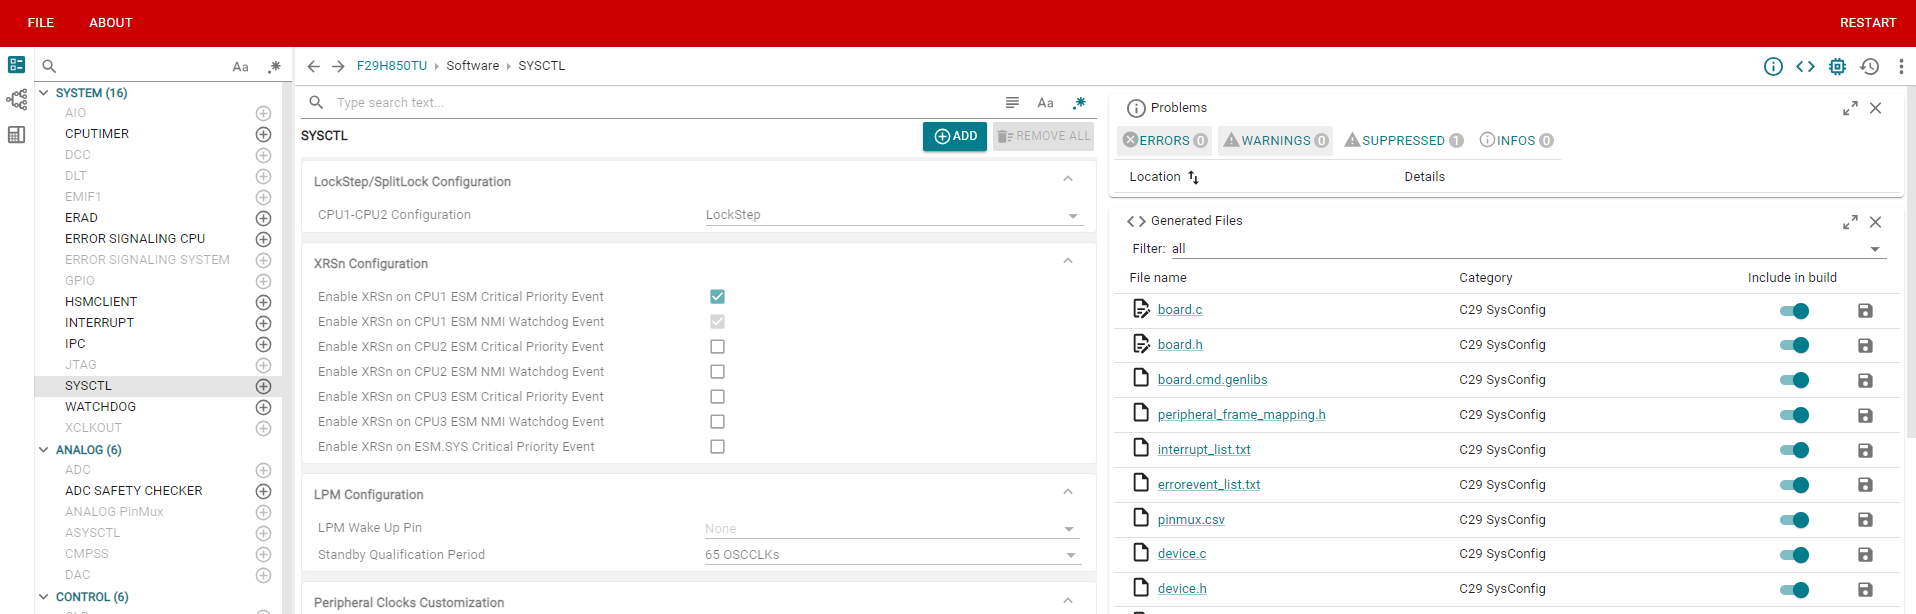 FILE ABOUT RESTART
Aa .*
F29H850TU › Software › SYSCTL
SYSTEM (16)
AIO
CPUTIMER
DCC
DLT
EMIF1
ERAD
ERROR SIGNALING CPU
ERROR SIGNALING SYSTEM
GPIO
HSMCLIENT
INTERRUPT
IPC
JTAG
SYSCTL
WATCHDOG
XCLKOUT
ANALOG (6)
ADC
ADC SAFETY CHECKER
ANALOG PinMux
ASYSCTL
CMPSS
DAC
CONTROL (6)
Type search text... Aa .*
SYSCTL ADD REMOVE ALL
LockStep/SplitLock Configuration
CPU1-CPU2 Configuration LockStep
XRSn Configuration
Enable XRSn on CPU1 ESM Critical Priority Event
Enable XRSn on CPU1 ESM NMI Watchdog Event
Enable XRSn on CPU2 ESM Critical Priority Event
Enable XRSn on CPU2 ESM NMI Watchdog Event
Enable XRSn on CPU3 ESM Critical Priority Event
Enable XRSn on CPU3 ESM NMI Watchdog Event
Enable XRSn on ESM.SYS Critical Priority Event
LPM Configuration
LPM Wake Up Pin None
Standby Qualification Period 65 OSCCLKs
Peripheral Clocks Customization
Problems
ERRORS 0 WARNINGS 0 SUPPRESSED 1 INFOS 0
Location Details
Generated Files
Filter: all
File name Category Include in build
board.c C29 SysConfig
board.h C29 SysConfig
board.cmd.genlibs C29 SysConfig
peripheral_frame_mapping.h C29 SysConfig
interrupt_list.txt C29 SysConfig
errorevent_list.txt C29 SysConfig
pinmux.csv C29 SysConfig
device.c C29 SysConfig
device.h C29 SysConfig